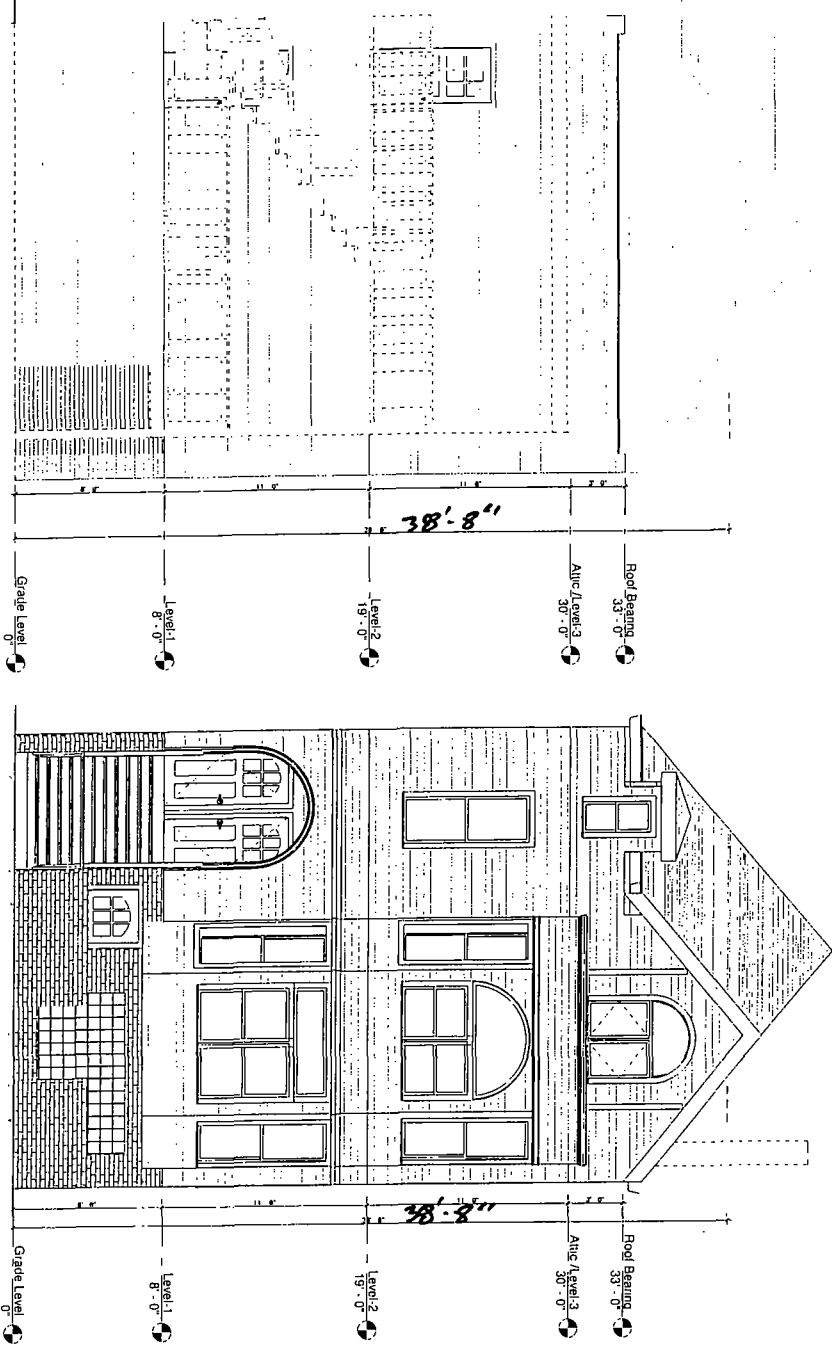 38'-8"
Roof Bearing
33' - 0"
Attic /Level-3
30' - 0"
Level-2
19' - 0"
Level-1
8' - 0"
Grade Level
0"
38'-8"
Roof Bearing
33' - 0"
Attic /Level-3
30' - 0"
Level-2
19' - 0"
Level-1
8' - 0"
Grade Level
0"